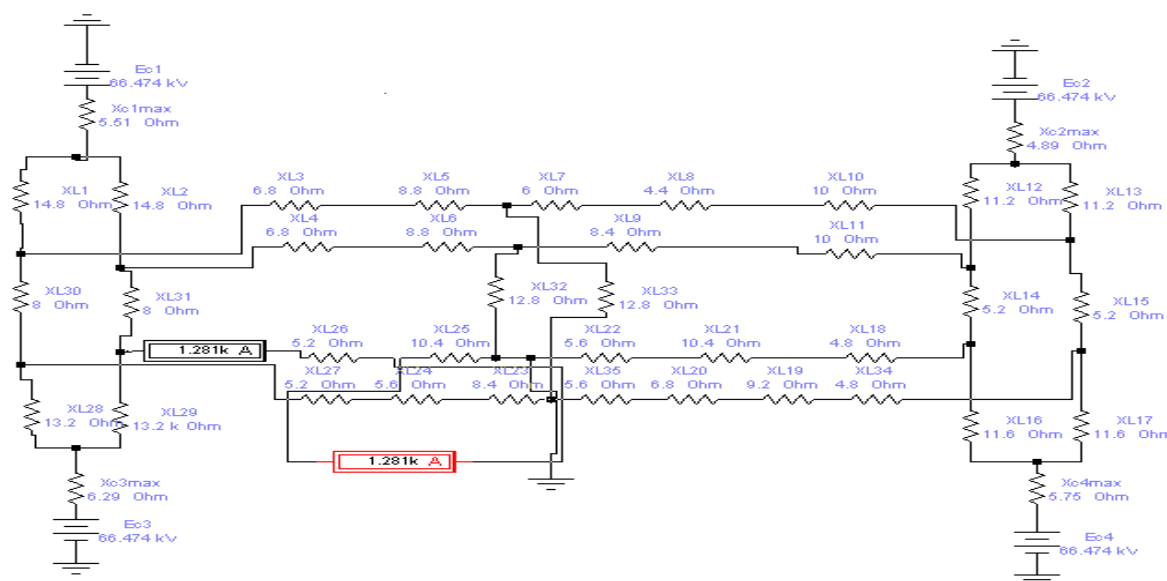 Ec1
66.474 kV
Xc1max
5.51 Ohm
Ec2
66.474 kV
Xc2max
4.89 Ohm
XL1
14.8 Ohm
XL2
14.8 Ohm
XL3
6.8 Ohm
XL5
8.8 Ohm
XL7
6 Ohm
XL8
4.4 Ohm
XL10
10 Ohm
XL12
11.2 Ohm
XL13
11.2 Ohm
XL4
6.8 Ohm
XL6
8.8 Ohm
XL9
8.4 Ohm
XL11
10 Ohm
XL30
8 Ohm
XL31
8 Ohm
XL32
12.8 Ohm
XL33
12.8 Ohm
XL14
5.2 Ohm
XL15
5.2 Ohm
1.281k A
XL26
5.2 Ohm
XL25
10.4 Ohm
XL22
5.6 Ohm
XL21
10.4 Ohm
XL18
4.8 Ohm
XL27
5.2 Ohm
XL24
5.6 Ohm
XL23
8.4 Ohm
XL35
5.6 Ohm
XL20
6.8 Ohm
XL19
9.2 Ohm
XL34
4.8 Ohm
XL28
13.2 Ohm
XL29
13.2 k Ohm
XL16
11.6 Ohm
XL17
11.6 Ohm
1.281k A
Xc3max
6.29 Ohm
Ec3
66.474 kV
Xc4max
5.75 Ohm
Ec4
66.474 kV